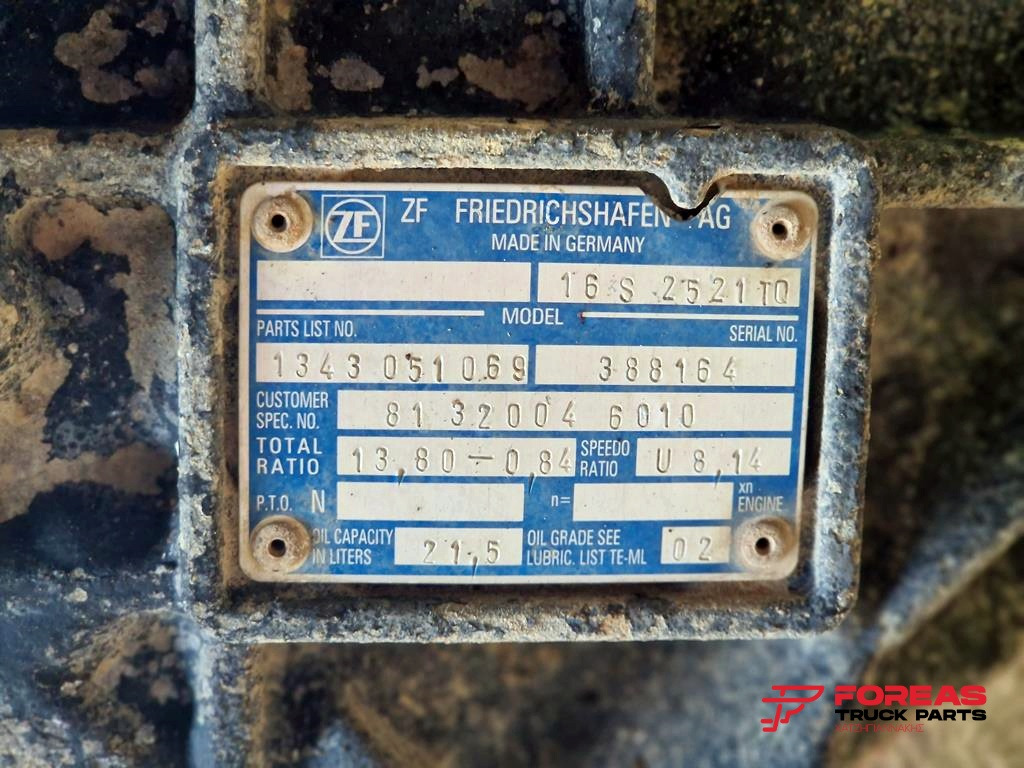 ZF ZF FRIEDRICHSHAFEN AG
MADE IN GERMANY
16 S 2521 TO
MODEL
PARTS LIST NO. SERIAL NO.
1343 051 069 388164
CUSTOMER
SPEC. NO. 81 32004 6010
TOTAL
RATIO 13,80-0,84 SPEEDO
RATIO U 8,14
P.T.O. N n= xn
ENGINE
OIL CAPACITY
IN LITERS 21,5 OIL GRADE SEE
LUBRIC. LIST TE-ML 02
FOREAS
TRUCK PARTS